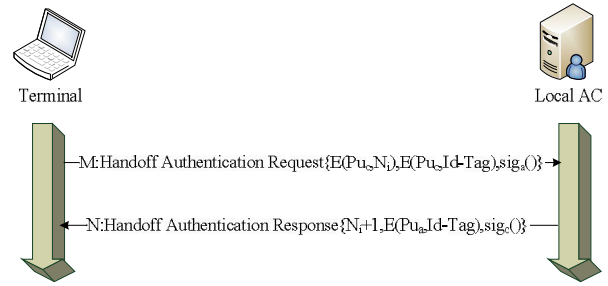 Terminal
Local AC
M:Handoff Authentication Request{E(Puc,Ni),E(Puc,Id-Tag),siga()}
N:Handoff Authentication Response{Ni+1,E(Pua,Id-Tag),sigc()}